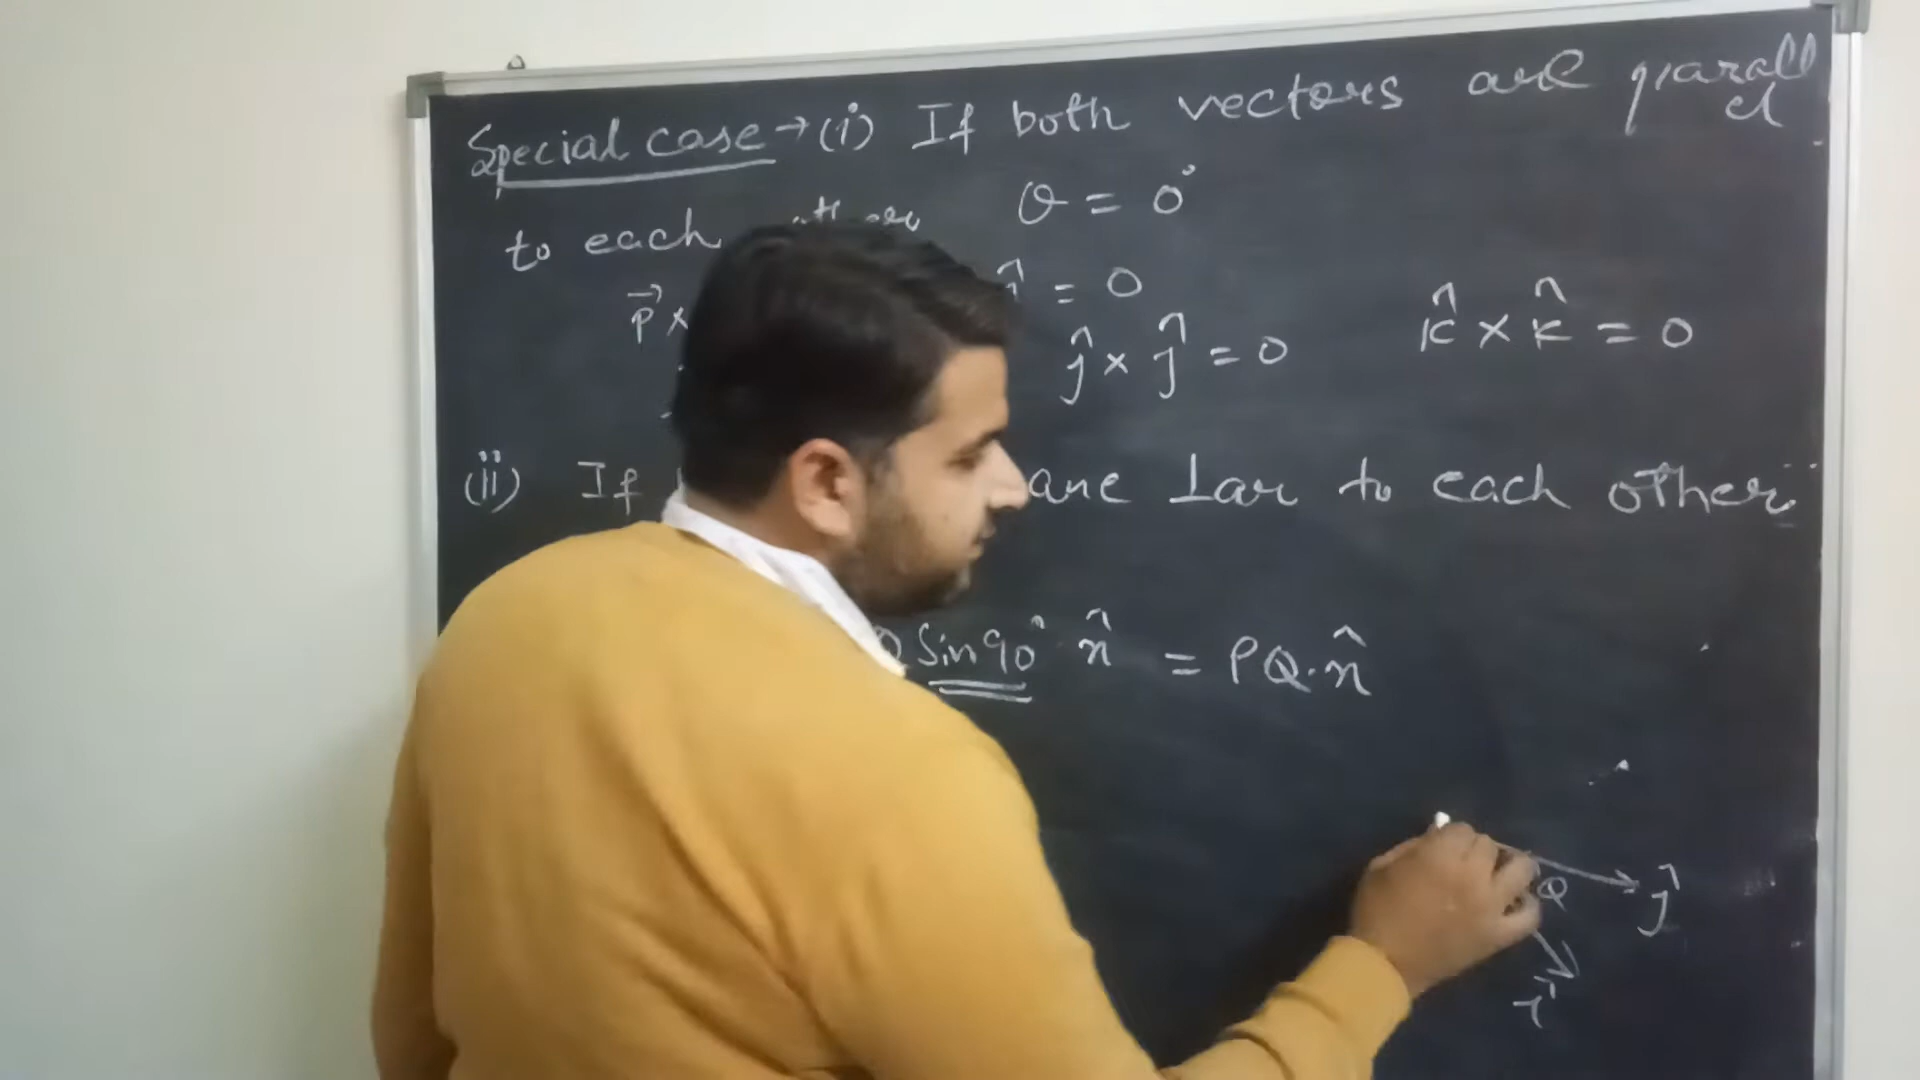 Special case → (i) If both vectors are parallel
to each other θ = 0°
P⃗ × ĵ = 0
ĵ × ĵ = 0 k̂ × k̂ = 0
(ii) If are ⊥ar to each other
Sin90° n̂ = PQ.n̂
θ ĵ
î